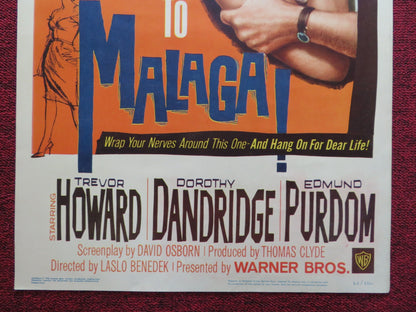 TO
MALAGA!
Wrap Your Nerves Around This One-And Hang On For Dear Life!
STARRING
TREVOR HOWARD
DOROTHY DANDRIDGE
EDMUND PURDOM
Screenplay by DAVID OSBORN Produced by THOMAS CLYDE
Directed by LASLO BENEDEK Presented by WARNER BROS.
WB